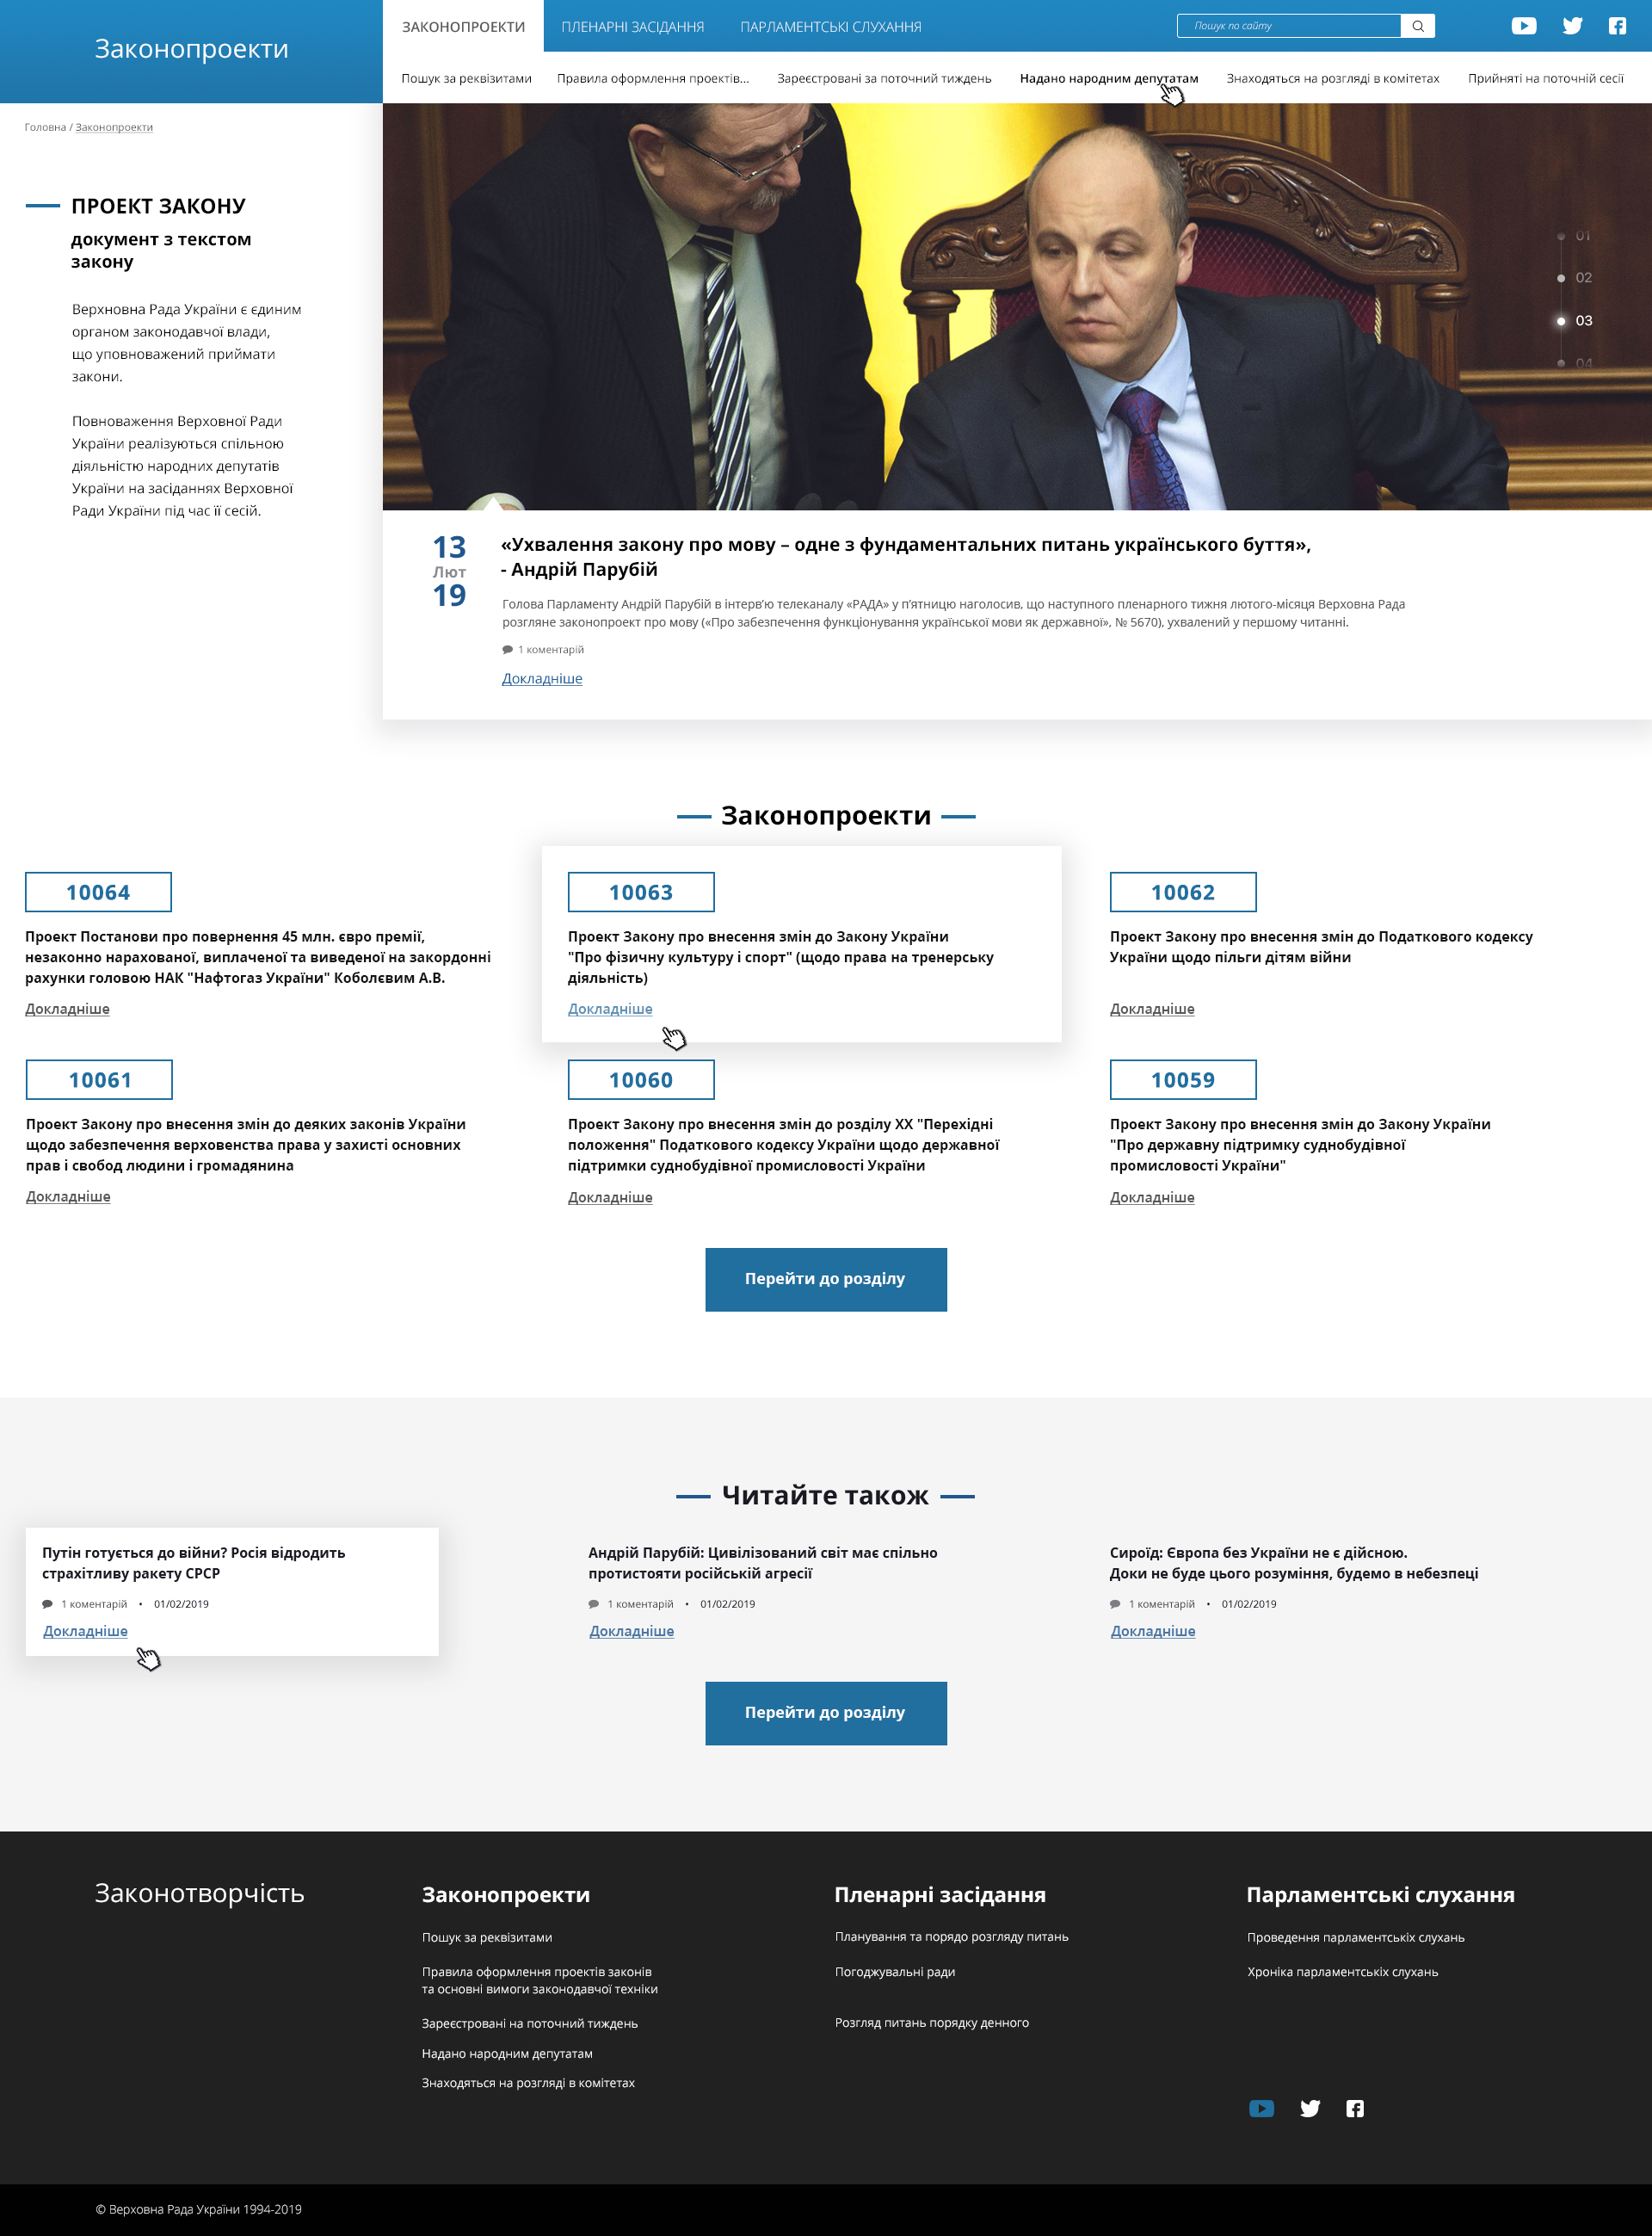 Законопроекти
ЗАКОНОПРОЕКТИ
ПЛЕНАРНІ ЗАСІДАННЯ
ПАРЛАМЕНТСЬКІ СЛУХАННЯ
Пошук по сайту
Пошук за реквізитами
Правила оформлення проектів...
Зареєстровані за поточний тиждень
Надано народним депутатам
Знаходяться на розгляді в комітетах
Прийняті на поточній сесії
Головна / Законопроекти
ПРОЕКТ ЗАКОНУ
документ з текстом
закону
Верхновна Рада України є єдиним
органом законодавчої влади,
що уповноважений приймати
закони.
Повноваження Верховної Ради
України реалізуються спільною
діяльністю народних депутатів
України на засіданнях Верховної
Ради України під час її сесій.
01
02
03
04
13
Лют
19
«Ухвалення закону про мову – одне з фундаментальних питань українського буття»,
- Андрій Парубій
Голова Парламенту Андрій Парубій в інтерв’ю телеканалу «РАДА» у п’ятницю наголосив, що наступного пленарного тижня лютого-місяця Верховна Рада
розгляне законопроект про мову («Про забезпечення функціонування української мови як державної», № 5670), ухвалений у першому читанні.
1 коментарій
Докладніше
Законопроекти
10064
Проект Постанови про повернення 45 млн. євро премії,
незаконно нарахованої, виплаченої та виведеної на закордонні
рахунки головою НАК "Нафтогаз України" Коболєвим А.В.
Докладніше
10063
Проект Закону про внесення змін до Закону України
"Про фізичну культуру і спорт" (щодо права на тренерську
діяльність)
Докладніше
10062
Проект Закону про внесення змін до Податкового кодексу
України щодо пільги дітям війни
Докладніше
10061
Проект Закону про внесення змін до деяких законів України
щодо забезпечення верховенства права у захисті основних
прав і свобод людини і громадянина
Докладніше
10060
Проект Закону про внесення змін до розділу XX "Перехідні
положення" Податкового кодексу України щодо державної
підтримки суднобудівної промисловості України
Докладніше
10059
Проект Закону про внесення змін до Закону України
"Про державну підтримку суднобудівної
промисловості України"
Докладніше
Перейти до розділу
Читайте також
Путін готується до війни? Росія відродить
страхітливу ракету СРСР
1 коментарій • 01/02/2019
Докладніше
Андрій Парубій: Цивілізований світ має спільно
протистояти російській агресії
1 коментарій • 01/02/2019
Докладніше
Сироїд: Європа без України не є дійсною.
Доки не буде цього розуміння, будемо в небезпеці
1 коментарій • 01/02/2019
Докладніше
Перейти до розділу
Законотворчість
Законопроекти
Пошук за реквізитами
Правила оформлення проектів законів
та основні вимоги законодавчої техніки
Зареєстровані на поточний тиждень
Надано народним депутатам
Знаходяться на розгляді в комітетах
Пленарні засідання
Планування та порядо розгляду питань
Погоджувальні ради
Розгляд питань порядку денного
Парламентські слухання
Проведення парламентськіх слухань
Хроніка парламентськіх слухань
© Верховна Рада України 1994-2019